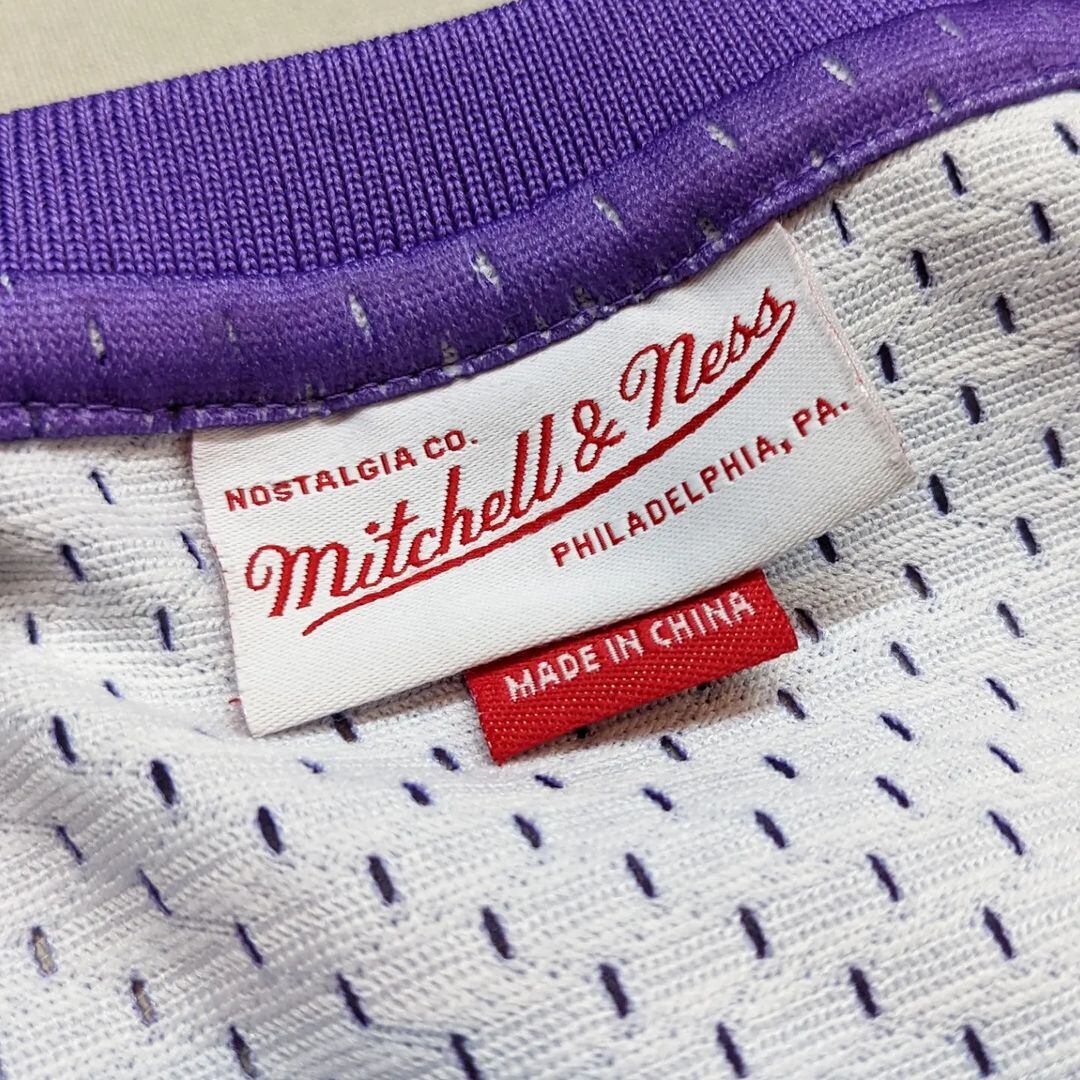 NOSTALGIA CO.
Mitchell & Ness
PHILADELPHIA, PA.
MADE IN CHINA